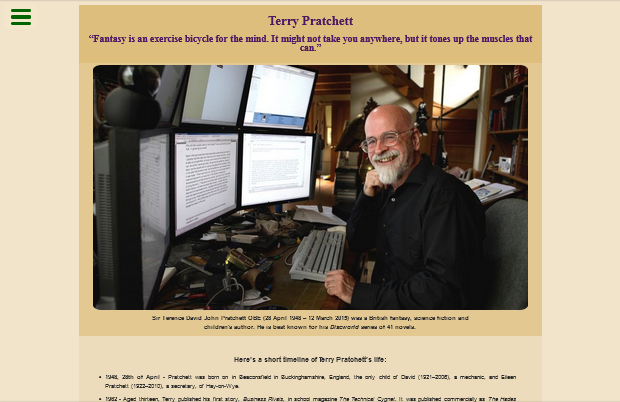 Terry Pratchett
“Fantasy is an exercise bicycle for the mind. It might not take you anywhere, but it tones up the muscles that
can.”
Sir Terence David John Pratchett OBE (28 April 1948 – 12 March 2015) was a British fantasy, science fiction and
children's author. He is best known for his Discworld series of 41 novels.
Here's a short timeline of Terry Pratchett's life:
• 1948, 28th of April - Pratchett was born on in Beaconsfield in Buckinghamshire, England, the only child of David (1921–2006), a mechanic, and Eileen
Pratchett (1922–2010), a secretary, of Hay-on-Wye.
• 1962 - Aged thirteen, Terry published his first story, Business Rivals, in school magazine The Technical Cygnet. It was published commercially as The Hades